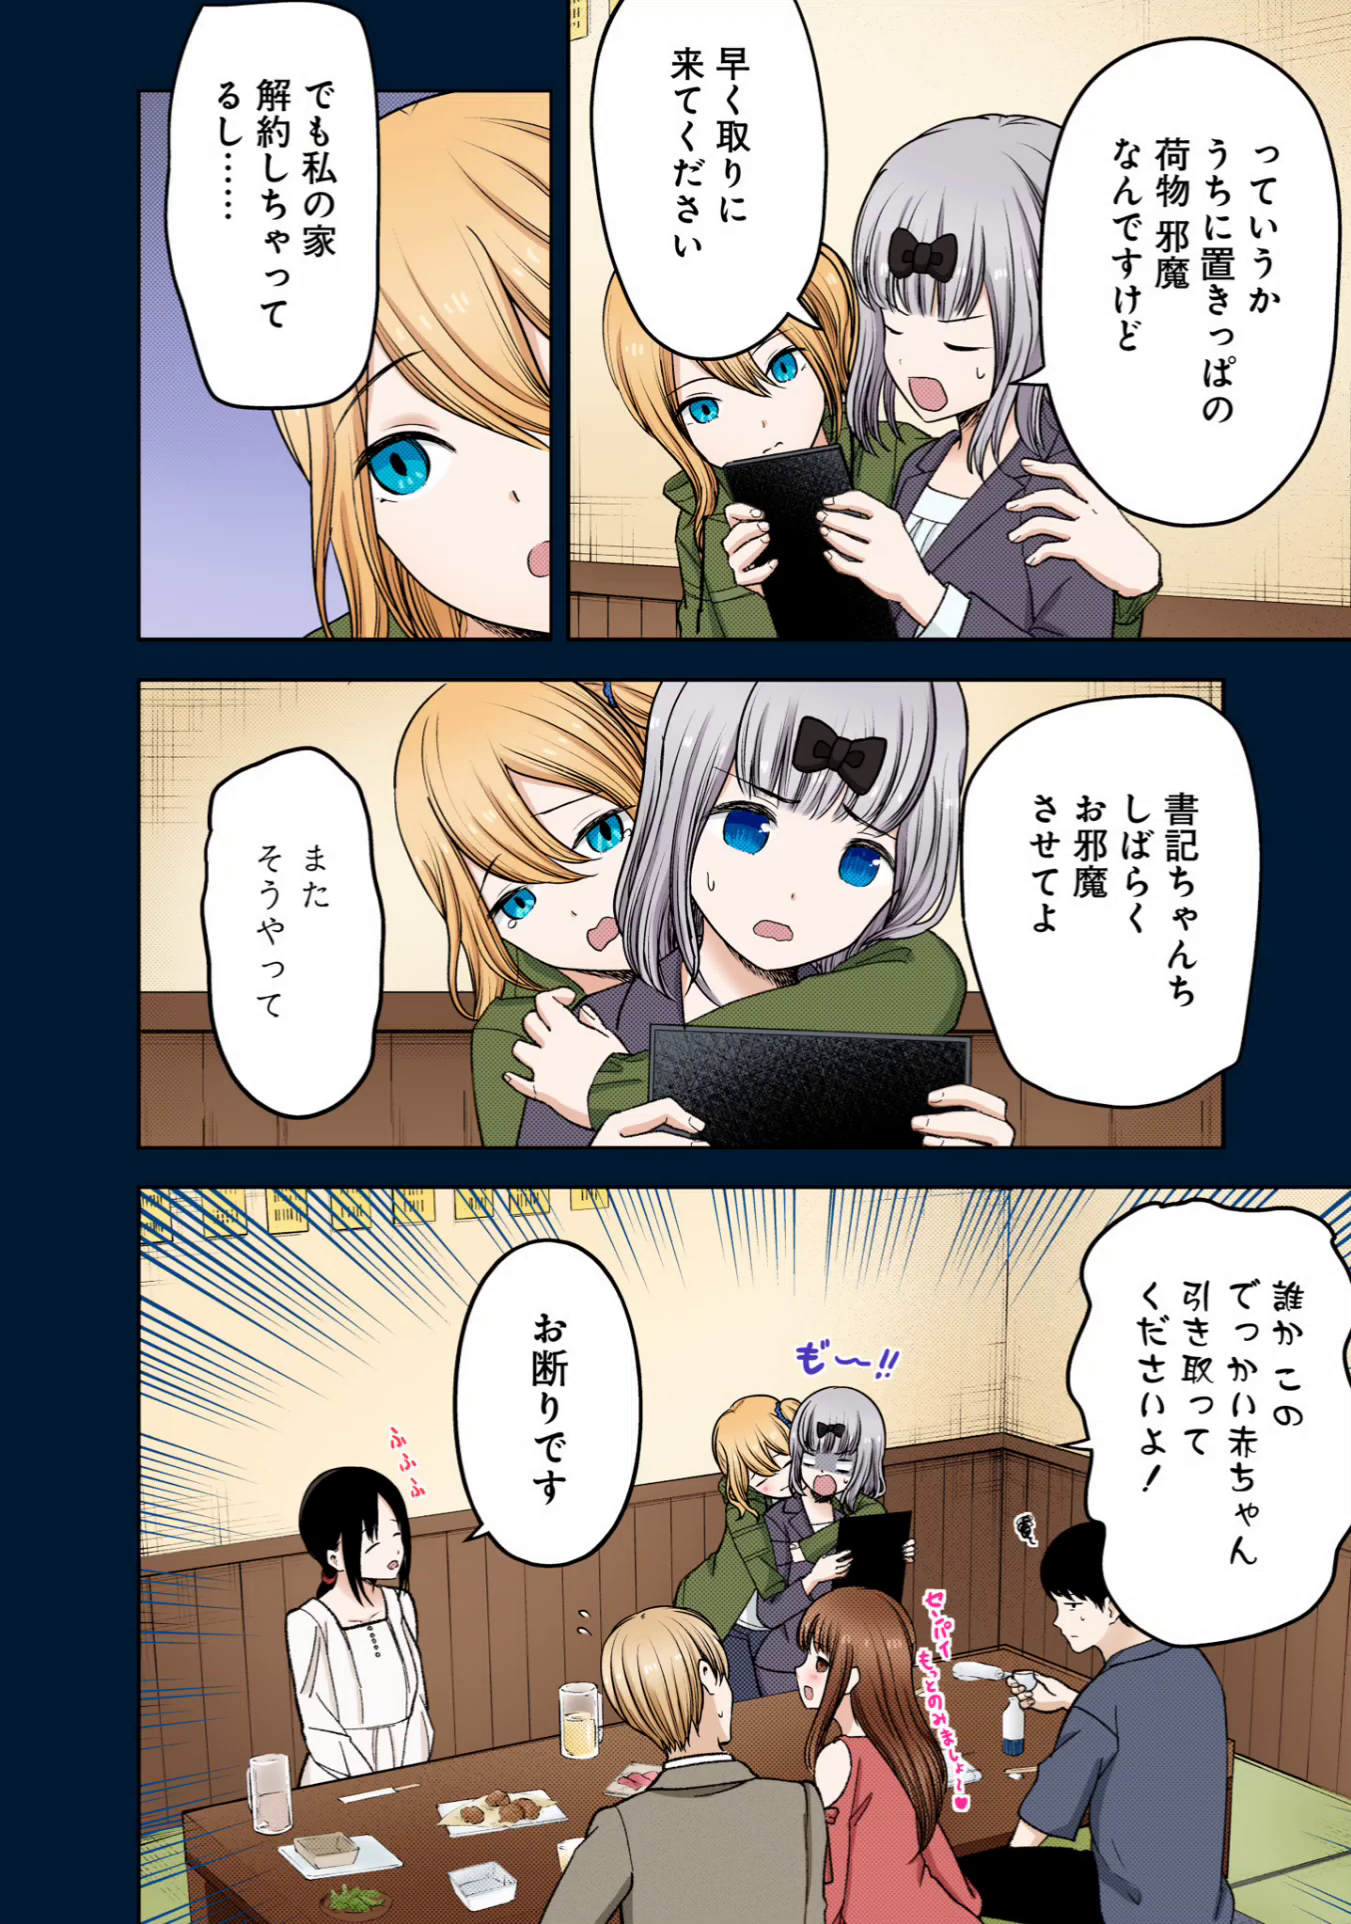 っていうか
うちに置きっぱの
荷物 邪魔
なんですけど
早く取りに
来てください
でも私の家
解約しちゃって
るし……
書記ちゃんち
しばらく
お邪魔
させてよ
また
そうやって
誰か この
でっかい赤ちゃん
引き取って
くださいよ!
も〜!!
お断りです
ふふふ
センパイ
もっとのみましょ〜♥